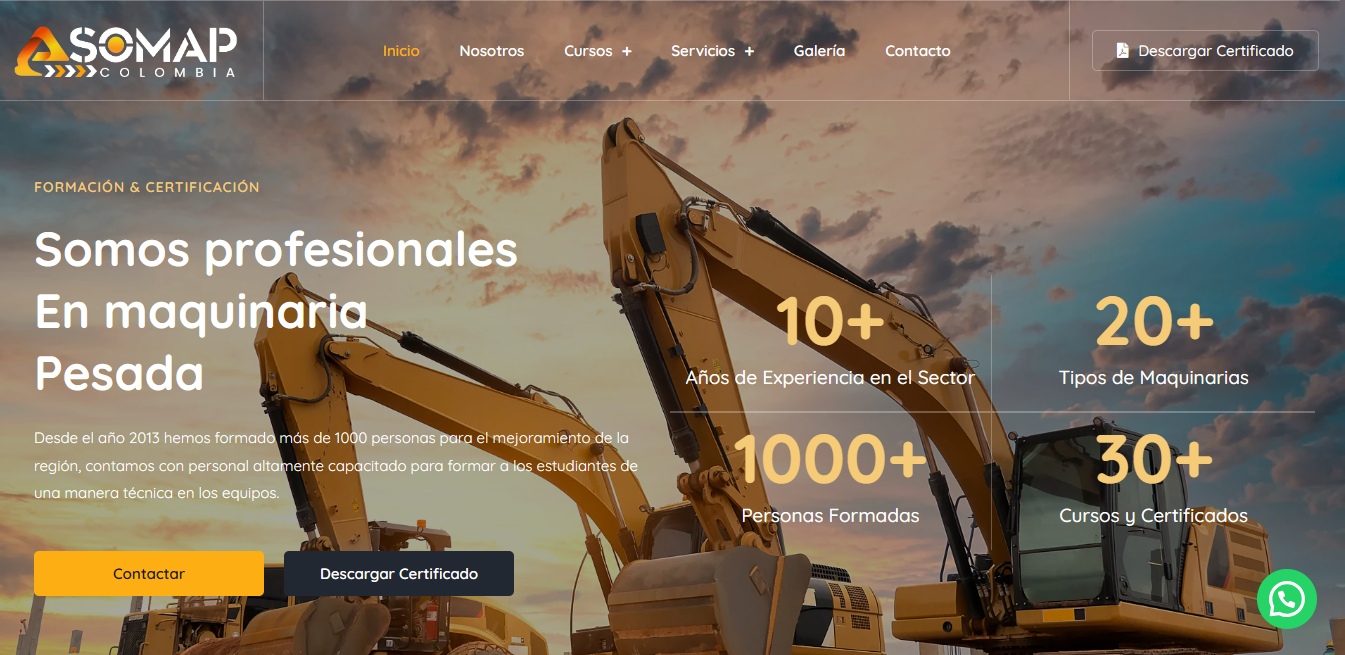 ASOMAP
COLOMBIA
Inicio
Nosotros
Cursos +
Servicios +
Galería
Contacto
Descargar Certificado
FORMACIÓN & CERTIFICACIÓN
Somos profesionales
En maquinaria
Pesada
Desde el año 2013 hemos formado más de 1000 personas para el mejoramiento de la
región, contamos con personal altamente capacitado para formar a los estudiantes de
una manera técnica en los equipos.
Contactar
Descargar Certificado
10+
Años de Experiencia en el Sector
20+
Tipos de Maquinarias
1000+
Personas Formadas
30+
Cursos y Certificados